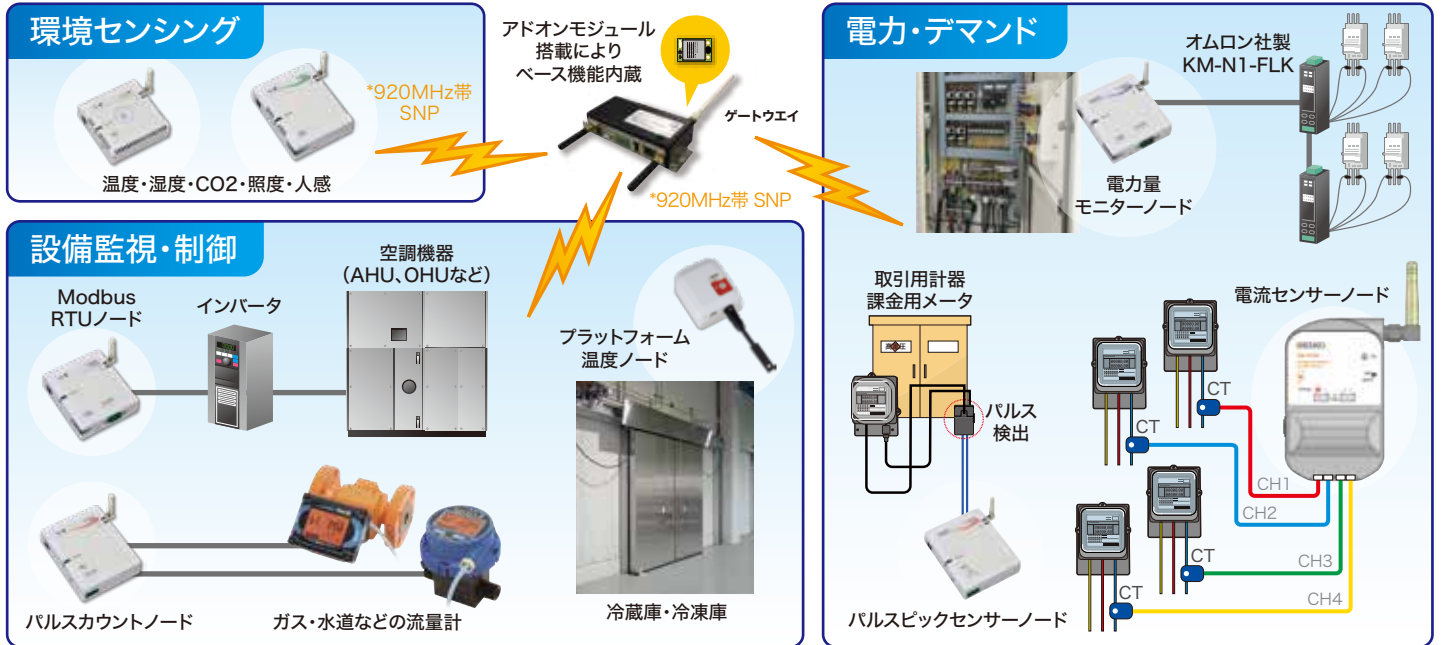 環境センシング
*920MHz帯
SNP
温度・湿度・CO2・照度・人感
アドオンモジュール
搭載により
ベース機能内蔵
ゲートウエイ
*920MHz帯 SNP
設備監視・制御
Modbus
RTUノード
インバータ
空調機器
(AHU、OHUなど)
プラットフォーム
温度ノード
冷蔵庫・冷凍庫
パルスカウントノード
ガス・水道などの流量計
電力・デマンド
オムロン社製
KM-N1-FLK
電力量
モニターノード
取引用計器
課金用メータ
パルス
検出
パルスピックセンサーノード
電流センサーノード
CT
CT
CT
CT
CH1
CH2
CH3
CH4